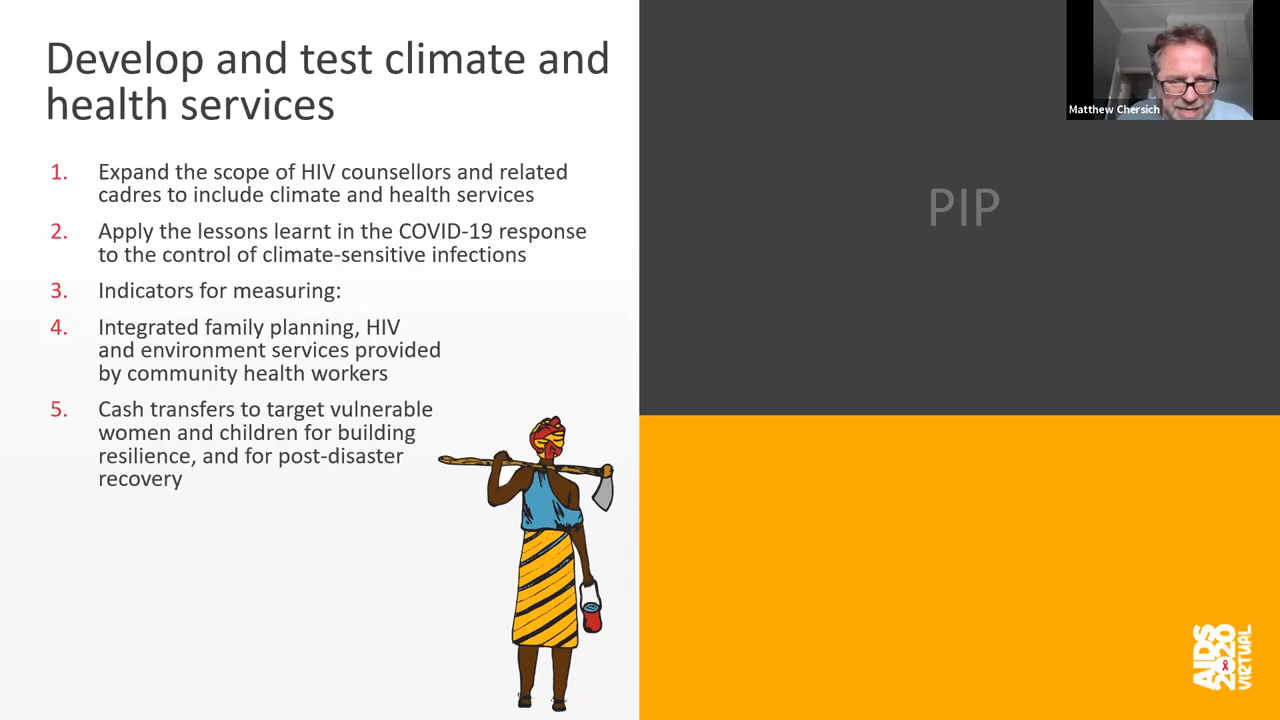 Develop and test climate and
health services
1. Expand the scope of HIV counsellors and related
cadres to include climate and health services
2. Apply the lessons learnt in the COVID-19 response
to the control of climate-sensitive infections
3. Indicators for measuring:
4. Integrated family planning, HIV
and environment services provided
by community health workers
5. Cash transfers to target vulnerable
women and children for building
resilience, and for post-disaster
recovery
PIP
Matthew Chersich
AIDS
2020
VIRTUAL